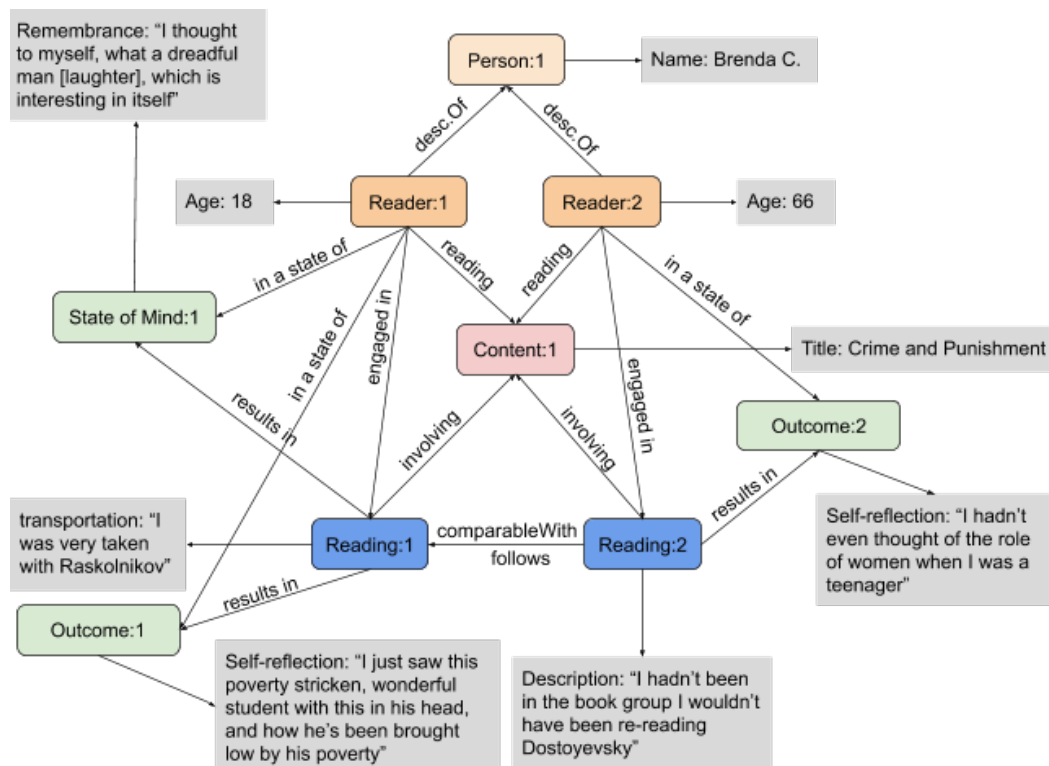 Remembrance: “I thought
to myself, what a dreadful
man [laughter], which is
interesting in itself”
Person:1
Name: Brenda C.
desc.Of
desc.Of
Age: 18
Reader:1
Reader:2
Age: 66
in a state of
reading
reading
in a state of
State of Mind:1
in a state of
engaged in
Content:1
engaged in
Title: Crime and Punishment
results in
involving
involving
Outcome:2
results in
transportation: “I
was very taken
with Raskolnikov”
Reading:1
comparableWith
follows
Reading:2
Self-reflection: “I hadn’t
even thought of the role
of women when I was a
teenager”
results in
Outcome:1
Self-reflection: “I just saw this
poverty stricken, wonderful
student with this in his head,
and how he’s been brought
low by his poverty”
Description: “I hadn’t been
in the book group I wouldn’t
have been re-reading
Dostoyevsky”